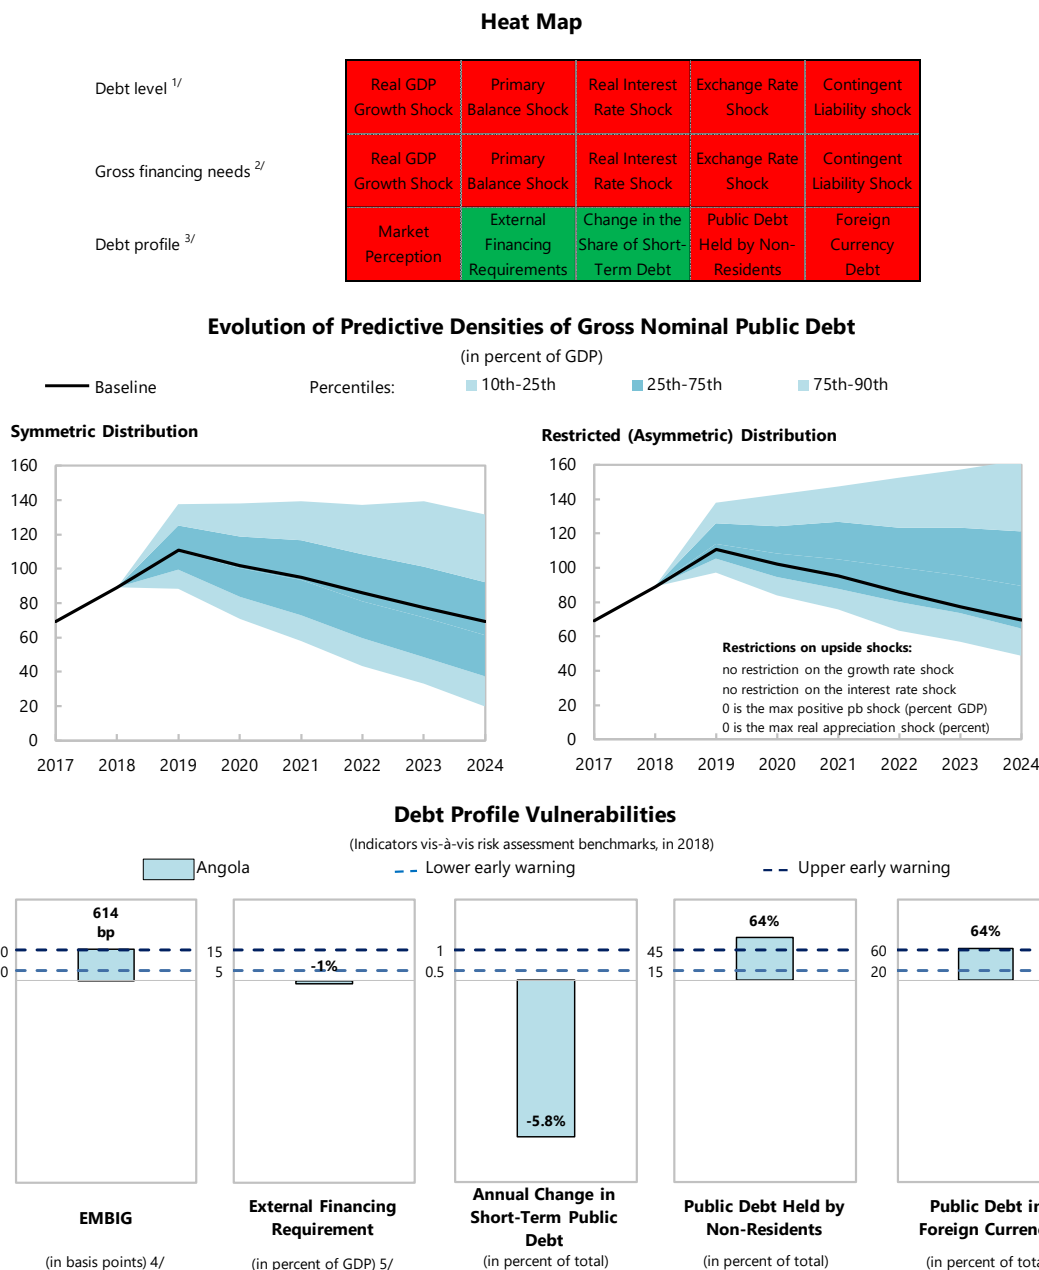 Heat Map
Debt level 1/
Real GDP Growth Shock
Primary Balance Shock
Real Interest Rate Shock
Exchange Rate Shock
Contingent Liability shock
Gross financing needs 2/
Real GDP Growth Shock
Primary Balance Shock
Real Interest Rate Shock
Exchange Rate Shock
Contingent Liability Shock
Debt profile 3/
Market Perception
External Financing Requirements
Change in the Share of Short-Term Debt
Public Debt Held by Non-Residents
Foreign Currency Debt
Evolution of Predictive Densities of Gross Nominal Public Debt
(in percent of GDP)
Baseline
Percentiles:
10th-25th
25th-75th
75th-90th
Symmetric Distribution
160
140
120
100
80
60
40
20
0
2017 2018 2019 2020 2021 2022 2023 2024
Restricted (Asymmetric) Distribution
160
140
120
100
80
60
40
20
0
Restrictions on upside shocks:
no restriction on the growth rate shock
no restriction on the interest rate shock
0 is the max positive pb shock (percent GDP)
0 is the max real appreciation shock (percent)
2017 2018 2019 2020 2021 2022 2023 2024
Debt Profile Vulnerabilities
(Indicators vis-à-vis risk assessment benchmarks, in 2018)
Angola
Lower early warning
Upper early warning
614
bp
0
0
EMBIG
(in basis points) 4/
15
5
-1%
External Financing
Requirement
(in percent of GDP) 5/
1
0.5
-5.8%
Annual Change in
Short-Term Public
Debt
(in percent of total)
45
15
64%
Public Debt Held by
Non-Residents
(in percent of total)
60
20
64%
Public Debt in
Foreign Curren
(in percent of tota